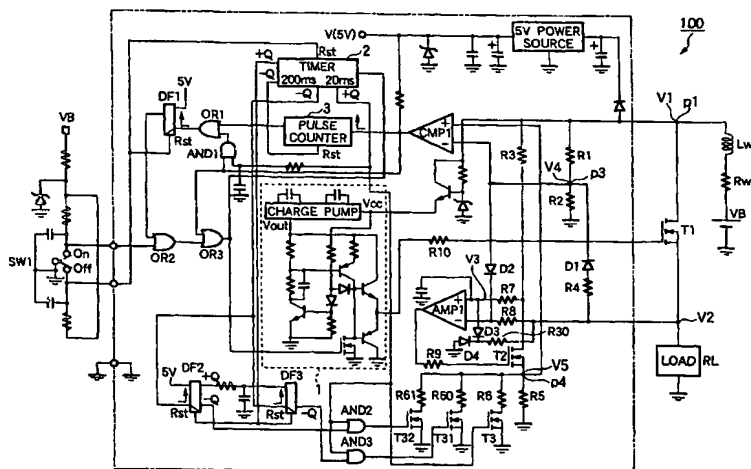 100
V(5V)
5V POWER
SOURCE
+Q
Rst
2
-Q
TIMER
200ms 20ms
5V
DF1
-Q
+Q
OR1
3
PULSE
COUNTER
Rst
CMP1
V1
p1
VB
Rst
AND1
R3
R1
V4
p3
R2
Lw
Rw
VB
CHARGE PUMP
Vcc
Vout
T1
R10
SW1
On
Off
OR2
OR3
D2
D1
R4
V3
R7
AMP1
R8
V2
D3
R30
D4
T2
R9
LOAD
RL
V5
p4
1
5V
DF2
+Q
DF3
Rst
-Q
Rst
-Q
R61
R60
R6
R5
AND2
T32
T31
T3
AND3